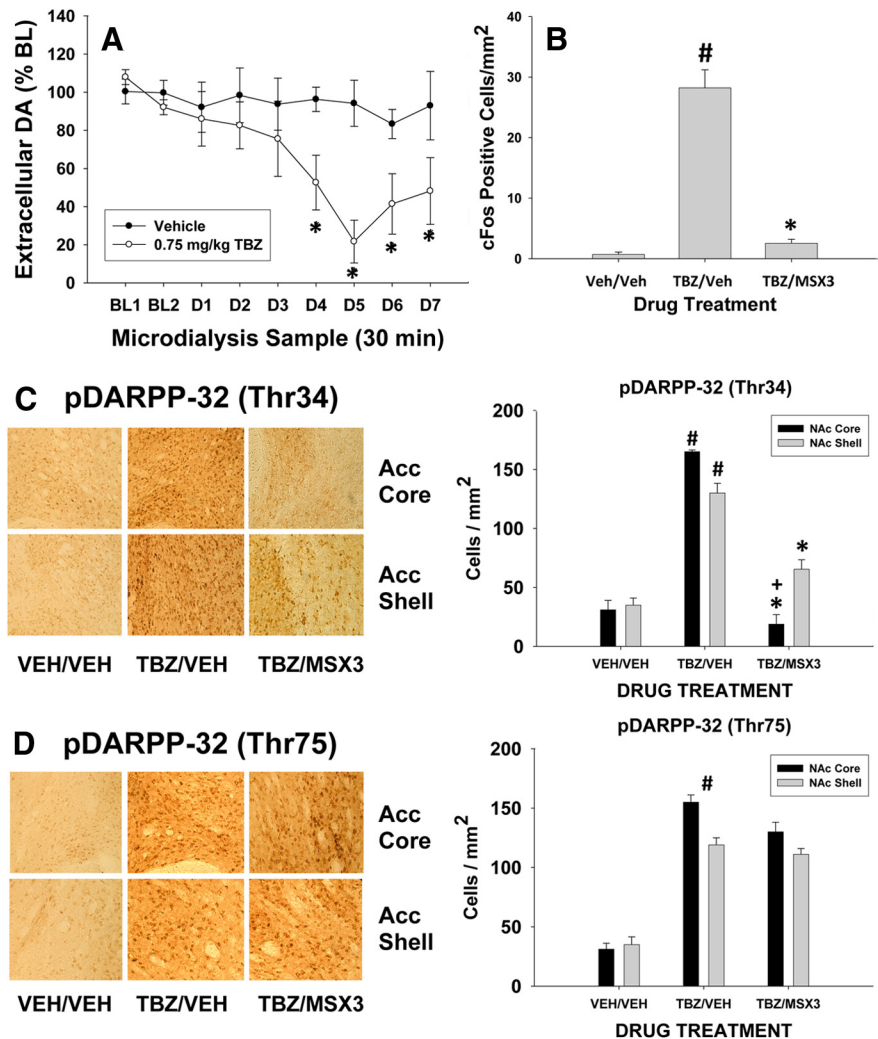 A
Extracellular DA (% BL)
140
120
100
80
60
40
20
0
Vehicle
0.75 mg/kg TBZ
*
*
*
*
BL1 BL2 D1 D2 D3 D4 D5 D6 D7
Microdialysis Sample (30 min)
B
cFos Positive Cells/mm²
40
30
20
10
0
#
*
Veh/Veh TBZ/Veh TBZ/MSX3
Drug Treatment
C pDARPP-32 (Thr34)
Acc
Core
Acc
Shell
VEH/VEH TBZ/VEH TBZ/MSX3
pDARPP-32 (Thr34)
Cells / mm²
200
150
100
50
0
NAc Core
NAc Shell
# #
+
* *
VEH/VEH TBZ/VEH TBZ/MSX3
DRUG TREATMENT
D pDARPP-32 (Thr75)
Acc
Core
Acc
Shell
VEH/VEH TBZ/VEH TBZ/MSX3
pDARPP-32 (Thr75)
Cells / mm²
200
150
100
50
0
NAc Core
NAc Shell
#
VEH/VEH TBZ/VEH TBZ/MSX3
DRUG TREATMENT